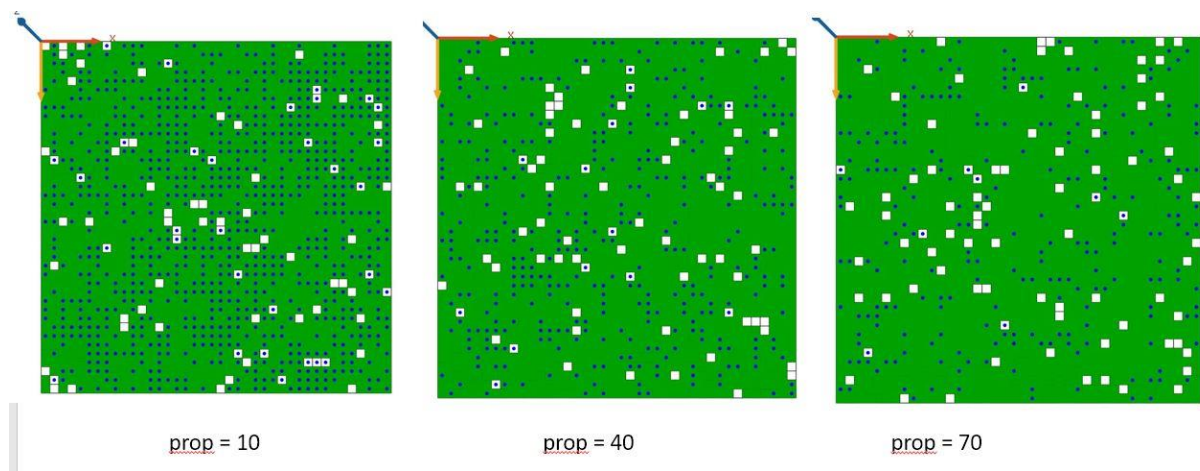 z
x
x
x
prop = 10
prop = 40
prop = 70